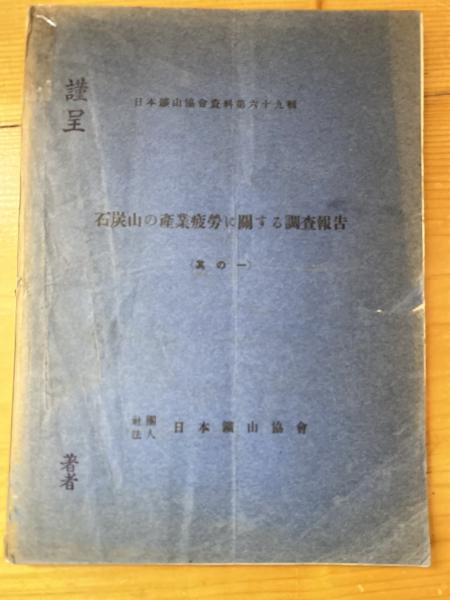 謹呈
日本鑛山協會資料第六十九輯
石炭山の產業疲勞に關する調查報吿
（其の一）
社團法人 日本鑛山協會
著者